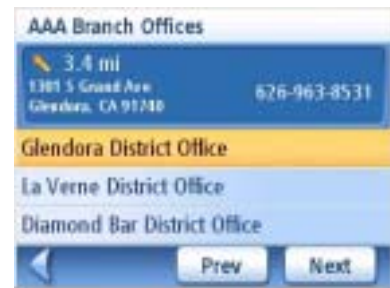 AAA Branch Offices
3.4 mi
1301 S Grand Ave
Glendora, CA 91740
626-963-8531
Glendora District Office
La Verne District Office
Diamond Bar District Office
Prev
Next